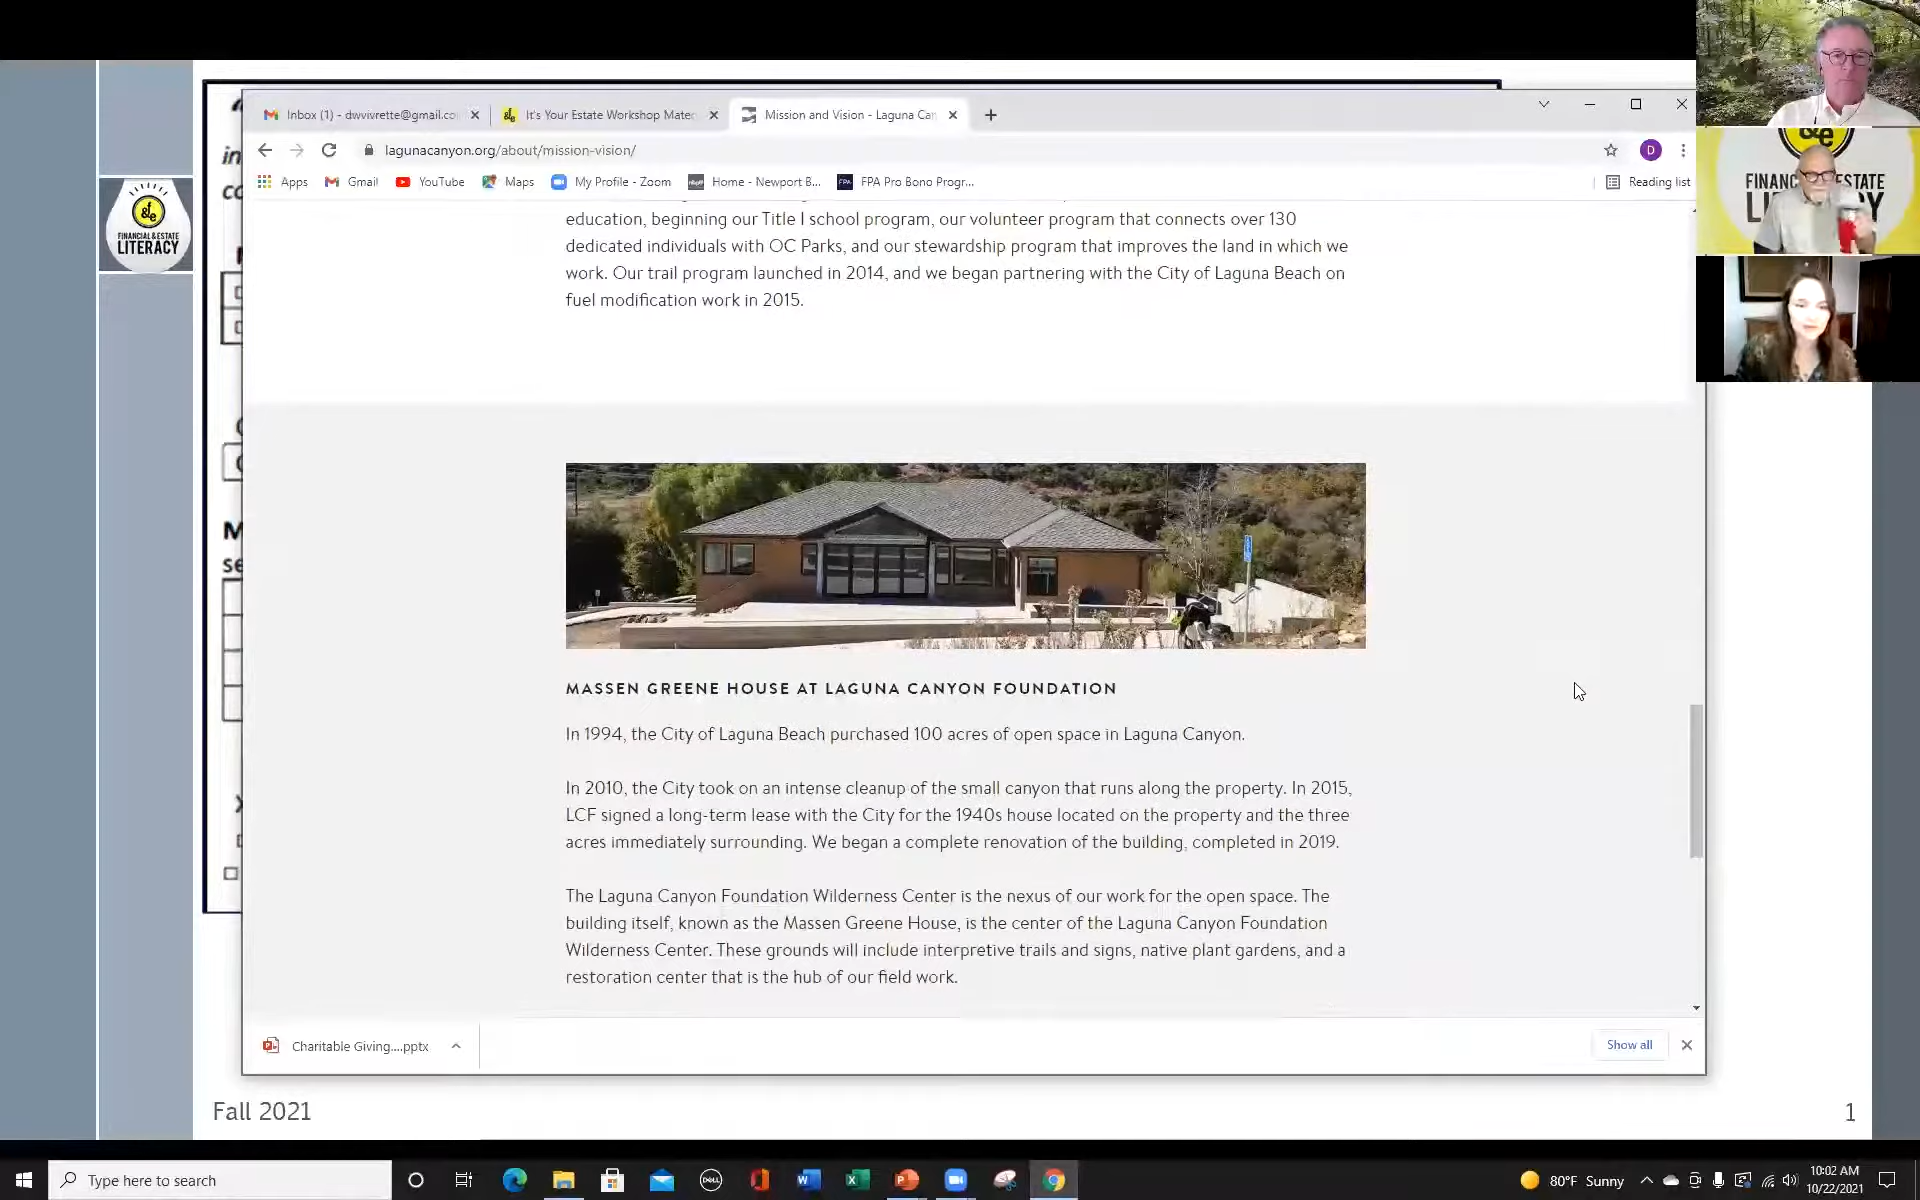 Inbox (1) - dwvivrette@gmail.co
It's Your Estate Workshop Mater
Mission and Vision - Laguna Can
lagunacanyon.org/about/mission-vision/
D
Apps
Gmail
YouTube
Maps
My Profile - Zoom
Home - Newport B...
FPA Pro Bono Progr...
Reading list
education, beginning our Title I school program, our volunteer program that connects over 130
dedicated individuals with OC Parks, and our stewardship program that improves the land in which we
work. Our trail program launched in 2014, and we began partnering with the City of Laguna Beach on
fuel modification work in 2015.
MASSEN GREENE HOUSE AT LAGUNA CANYON FOUNDATION
In 1994, the City of Laguna Beach purchased 100 acres of open space in Laguna Canyon.
In 2010, the City took on an intense cleanup of the small canyon that runs along the property. In 2015,
LCF signed a long-term lease with the City for the 1940s house located on the property and the three
acres immediately surrounding. We began a complete renovation of the building, completed in 2019.
The Laguna Canyon Foundation Wilderness Center is the nexus of our work for the open space. The
building itself, known as the Massen Greene House, is the center of the Laguna Canyon Foundation
Wilderness Center. These grounds will include interpretive trails and signs, native plant gardens, and a
restoration center that is the hub of our field work.
Charitable Giving....pptx
Show all
f&e
FINANCIAL & ESTATE
LITERACY
in
Fall 2021
1
Type here to search
DELL
80°F Sunny
10:02 AM
10/22/2021